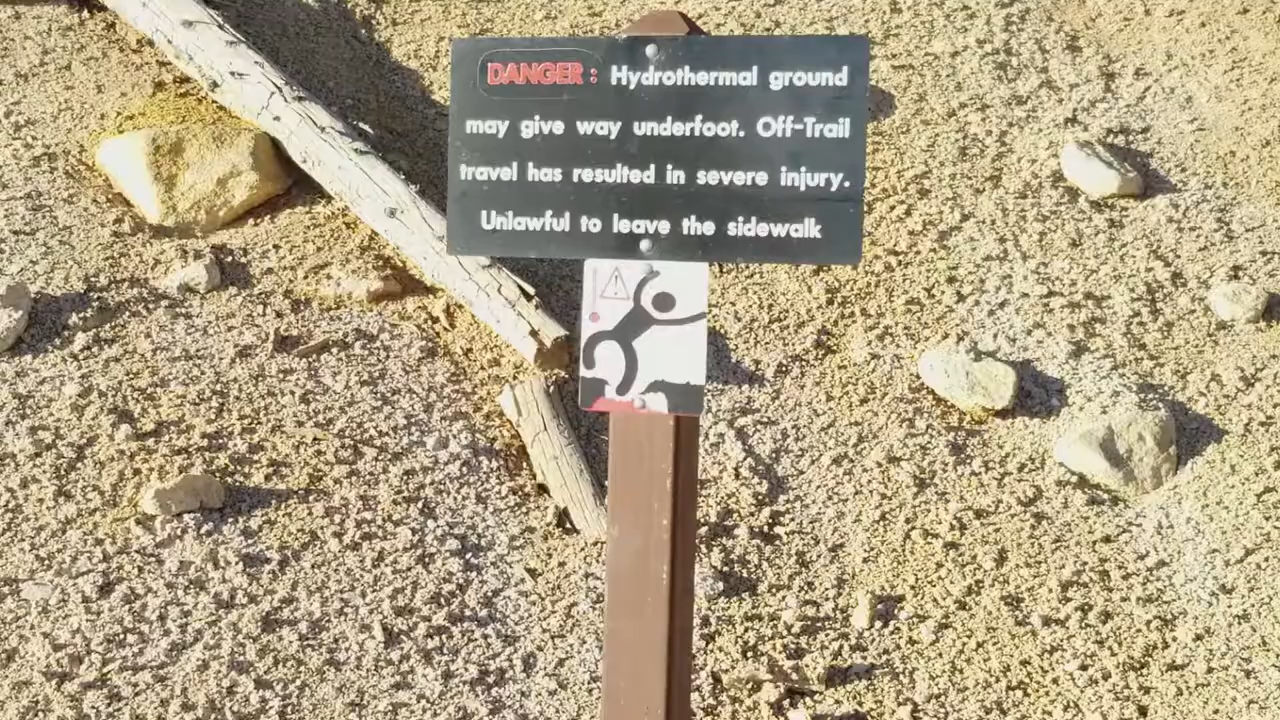 DANGER: Hydrothermal ground
may give way underfoot. Off-Trail
travel has resulted in severe injury.
Unlawful to leave the sidewalk